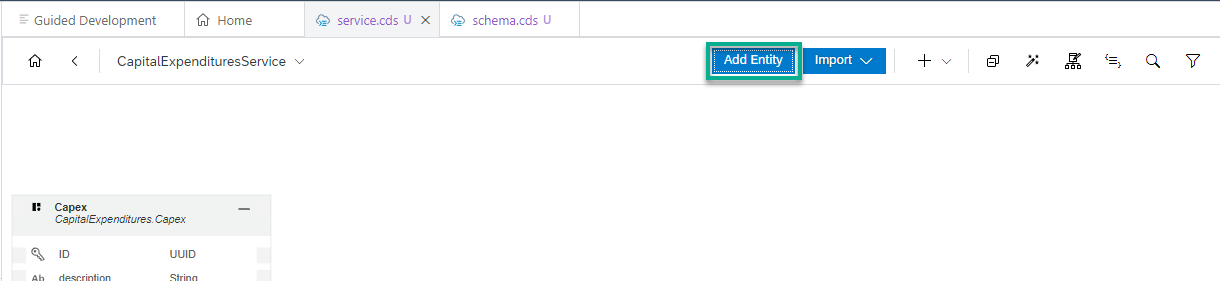 Guided Development Home service.cds U schema.cds U
CapitalExpendituresService Add Entity Import
Capex
CapitalExpenditures.Capex
ID UUID
Ab description String